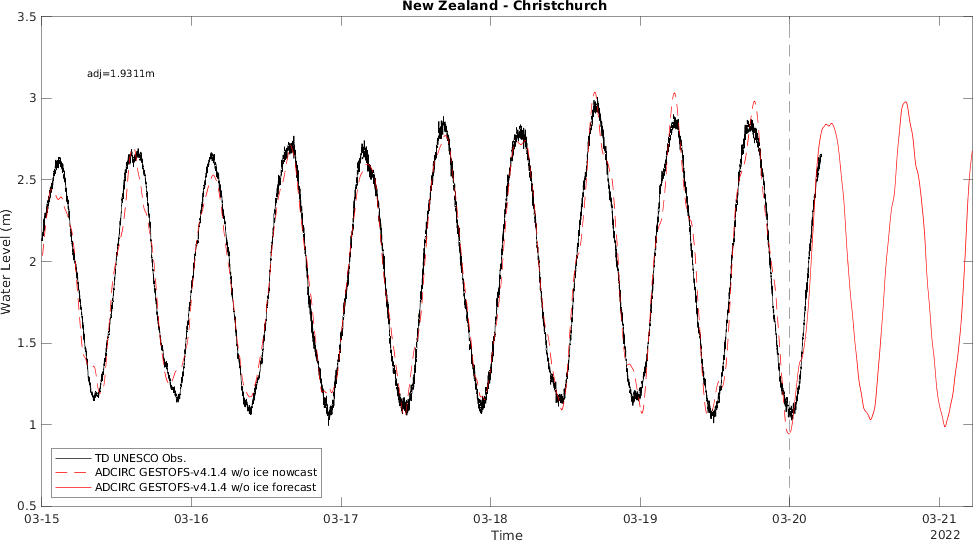 New Zealand - Christchurch
3.5
adj=1.9311m
3
2.5
2
1.5
1
0.5
Water Level (m)
TD UNESCO Obs.
ADCIRC GESTOFS-v4.1.4 w/o ice nowcast
ADCIRC GESTOFS-v4.1.4 w/o ice forecast
03-15 03-16 03-17 03-18 03-19 03-20 03-21
Time
2022